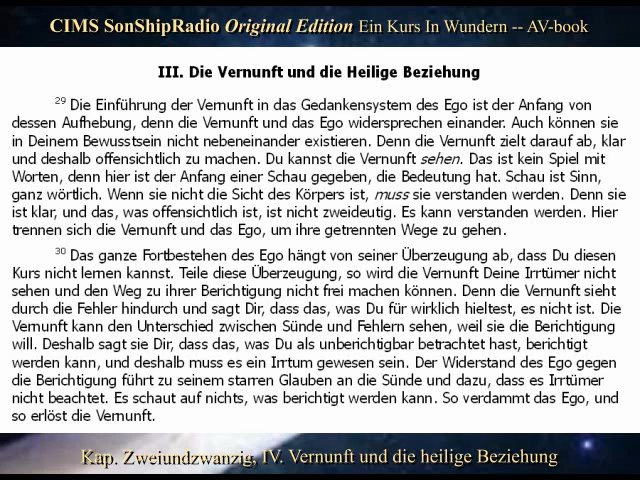 CIMS SonShipRadio Original Edition Ein Kurs In Wundern -- AV-book
III. Die Vernunft und die Heilige Beziehung
29 Die Einführung der Vernunft in das Gedankensystem des Ego ist der Anfang von
dessen Aufhebung, denn die Vernunft und das Ego widersprechen einander. Auch können sie
in Deinem Bewusstsein nicht nebeneinander existieren. Denn die Vernunft zielt darauf ab, klar
und deshalb offensichtlich zu machen. Du kannst die Vernunft sehen. Das ist kein Spiel mit
Worten, denn hier ist der Anfang einer Schau gegeben, die Bedeutung hat. Schau ist Sinn,
ganz wörtlich. Wenn sie nicht die Sicht des Körpers ist, muss sie verstanden werden. Denn sie
ist klar, und das, was offensichtlich ist, ist nicht zweideutig. Es kann verstanden werden. Hier
trennen sich die Vernunft und das Ego, um ihre getrennten Wege zu gehen.
30 Das ganze Fortbestehen des Ego hängt von seiner Überzeugung ab, dass Du diesen
Kurs nicht lernen kannst. Teile diese Überzeugung, so wird die Vernunft Deine Irrtümer nicht
sehen und den Weg zu ihrer Berichtigung nicht frei machen können. Denn die Vernunft sieht
durch die Fehler hindurch und sagt Dir, dass das, was Du für wirklich hieltest, es nicht ist. Die
Vernunft kann den Unterschied zwischen Sünde und Fehlern sehen, weil sie die Berichtigung
will. Deshalb sagt sie Dir, dass das, was Du als unberichtigbar betrachtet hast, berichtigt
werden kann, und deshalb muss es ein Irrtum gewesen sein. Der Widerstand des Ego gegen
die Berichtigung führt zu seinem starren Glauben an die Sünde und dazu, dass es Irrtümer
nicht beachtet. Es schaut auf nichts, was berichtigt werden kann. So verdammt das Ego, und
so erlöst die Vernunft.
Kap. Zweiundzwanzig, IV. Vernunft und die heilige Beziehung